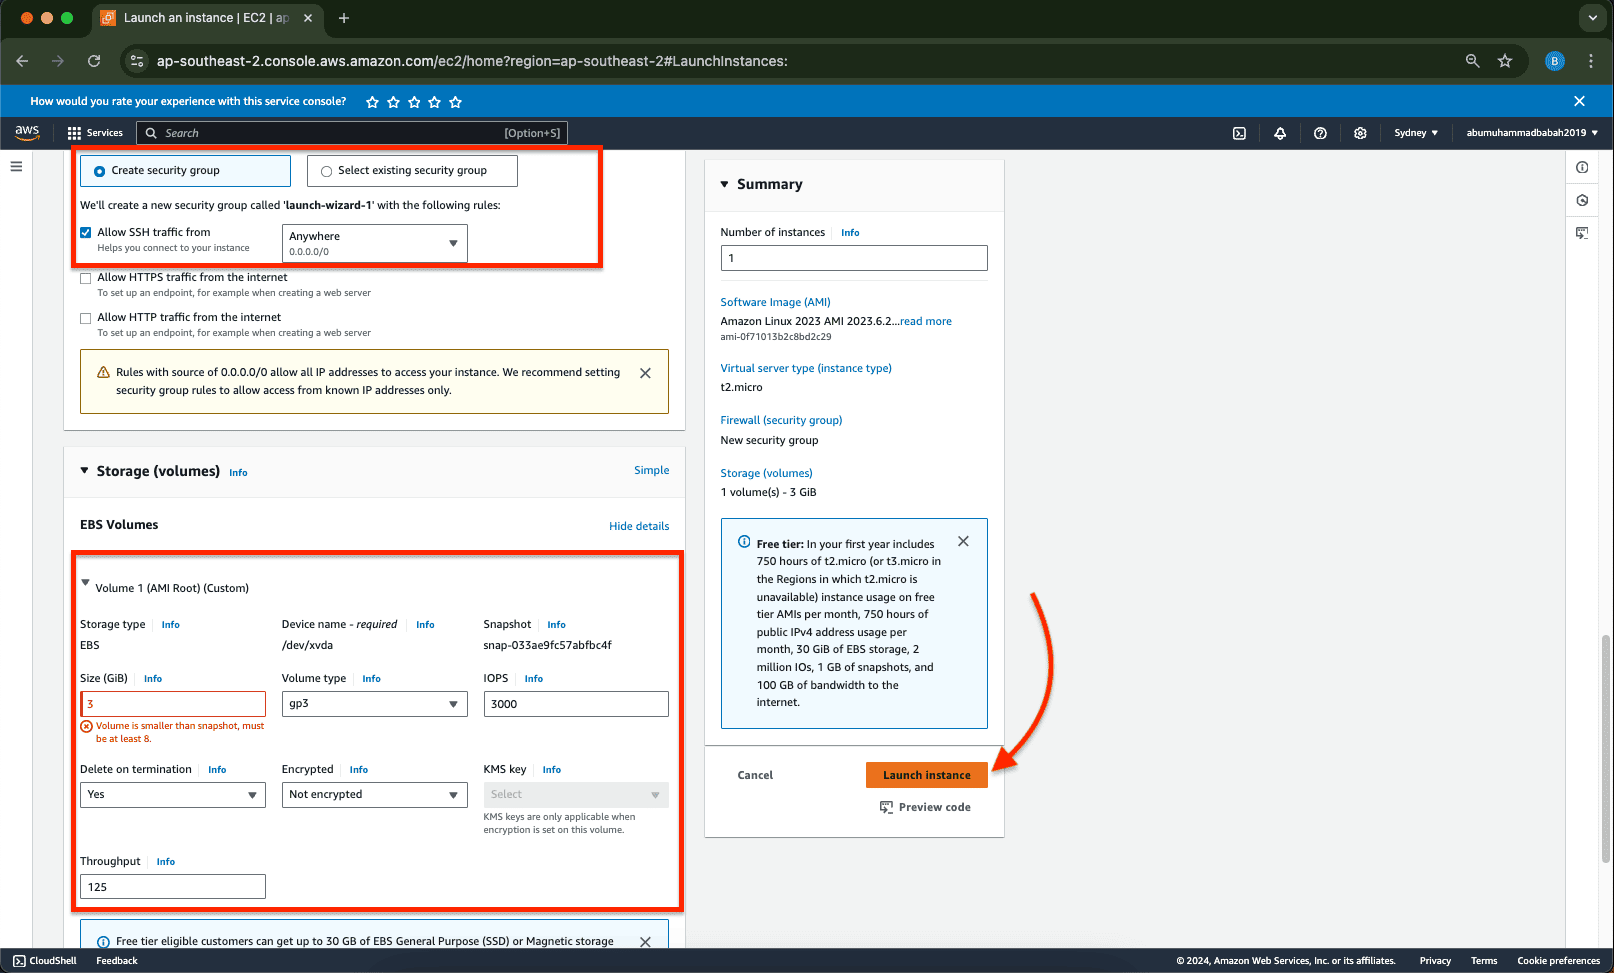 Launch an instance | EC2 | ap
ap-southeast-2.console.aws.amazon.com/ec2/home?region=ap-southeast-2#LaunchInstances:
B
How would you rate your experience with this service console?
aws
Services
Search
[Option+S]
Sydney
abumuhammadbabah2019
Create security group
Select existing security group
We'll create a new security group called 'launch-wizard-1' with the following rules:
Allow SSH traffic from
Helps you connect to your instance
Anywhere
0.0.0.0/0
Allow HTTPS traffic from the internet
To set up an endpoint, for example when creating a web server
Allow HTTP traffic from the internet
To set up an endpoint, for example when creating a web server
Rules with source of 0.0.0.0/0 allow all IP addresses to access your instance. We recommend setting
security group rules to allow access from known IP addresses only.
Storage (volumes) Info
Simple
EBS Volumes
Hide details
Volume 1 (AMI Root) (Custom)
Storage type Info
EBS
Device name - required Info
/dev/xvda
Snapshot Info
snap-033ae9fc57abfbc4f
Size (GiB) Info
3
Volume is smaller than snapshot, must
be at least 8.
Volume type Info
gp3
IOPS Info
3000
Delete on termination Info
Yes
Encrypted Info
Not encrypted
KMS key Info
Select
KMS keys are only applicable when
encryption is set on this volume.
Throughput Info
125
Free tier eligible customers can get up to 30 GB of EBS General Purpose (SSD) or Magnetic storage
Summary
Number of instances Info
1
Software Image (AMI)
Amazon Linux 2023 AMI 2023.6.2...read more
ami-0f71013b2c8bd2c29
Virtual server type (instance type)
t2.micro
Firewall (security group)
New security group
Storage (volumes)
1 volume(s) - 3 GiB
Free tier: In your first year includes
750 hours of t2.micro (or t3.micro in
the Regions in which t2.micro is
unavailable) instance usage on free
tier AMIs per month, 750 hours of
public IPv4 address usage per
month, 30 GiB of EBS storage, 2
million IOs, 1 GB of snapshots, and
100 GB of bandwidth to the
internet.
Cancel
Launch instance
Preview code
CloudShell
Feedback
© 2024, Amazon Web Services, Inc. or its affiliates.
Privacy
Terms
Cookie preferences